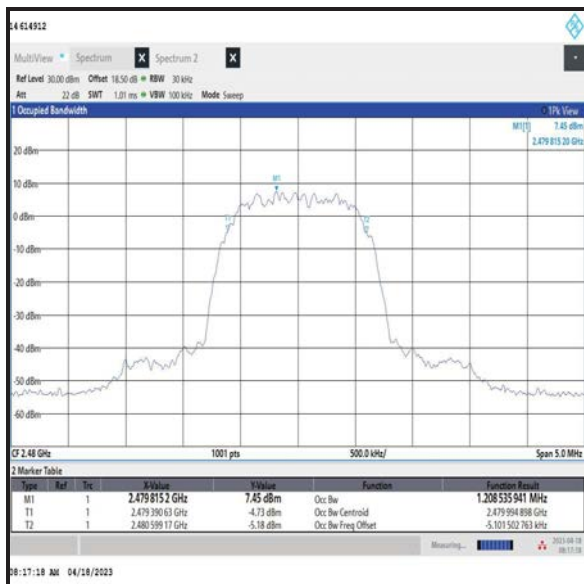 14 614912
MultiView Spectrum X Spectrum 2 X
Ref Level 30.00 dBm Offset 18.50 dB RBW 30 kHz
Att 22 dB SWT 1.01 ms VBW 100 kHz Mode Sweep
1 Occupied Bandwidth 1Pk View
M1[1] 7.45 dBm
2.479 815 20 GHz
20 dBm
M1
10 dBm
T1 T2
0 dBm
-10 dBm
-20 dBm
-30 dBm
-40 dBm
-50 dBm
-60 dBm
CF 2.48 GHz 1001 pts 500.0 kHz/ Span 5.0 MHz
2 Marker Table
Type Ref Trc X-Value Y-Value Function Function Result
M1 1 2.479 815 2 GHz 7.45 dBm Occ Bw 1.208 535 941 MHz
T1 1 2.479 390 63 GHz -4.73 dBm Occ Bw Centroid 2.479 994 898 GHz
T2 1 2.480 599 17 GHz -5.18 dBm Occ Bw Freq Offset -5.101 502 763 kHz
Measuring... 2023-04-18
08:17:18
08:17:18 AM 04/18/2023